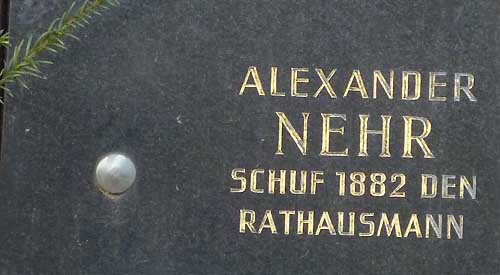 ALEXANDER
NEHR
SCHUF 1882 DEN
RATHAUSMANN